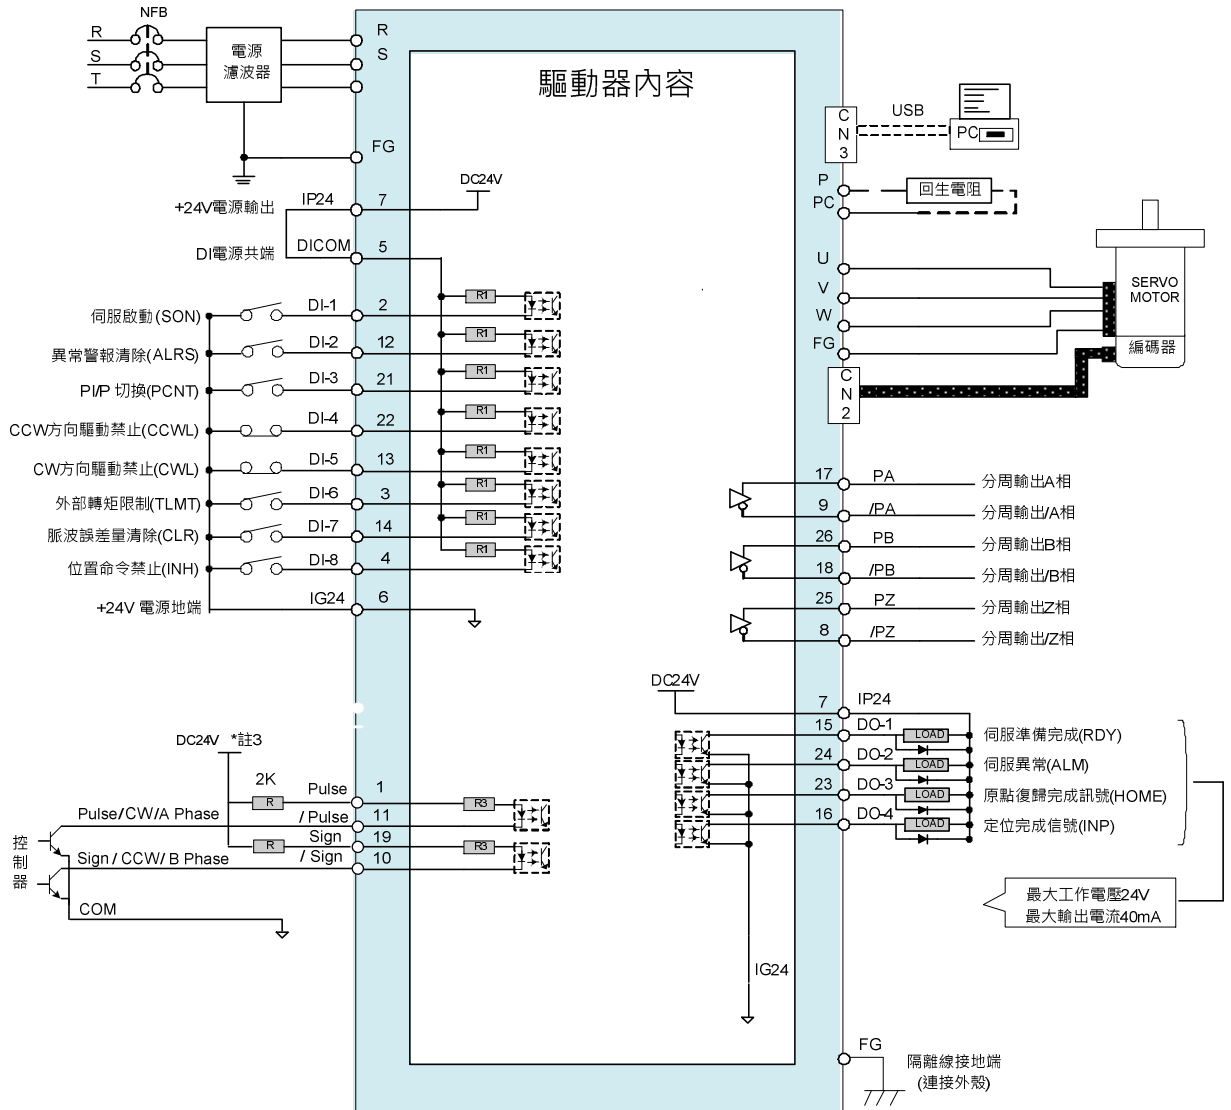 NFB
R
S
T
電源
濾波器
R
S
FG
驅動器內容
DC24V
+24V電源輸出
IP24
7
DI電源共端
DICOM
5
伺服啟動(SON)
DI-1
2
R1
異常警報清除(ALRS)
DI-2
12
R1
PI/P 切換(PCNT)
DI-3
21
R1
CCW方向驅動禁止(CCWL)
DI-4
22
R1
CW方向驅動禁止(CWL)
DI-5
13
R1
外部轉矩限制(TLMT)
DI-6
3
R1
脈波誤差量清除(CLR)
DI-7
14
R1
位置命令禁止(INH)
DI-8
4
R1
+24V 電源地端
IG24
6
DC24V
*註3
2K
R
Pulse
1
R3
Pulse/CW/A Phase
/ Pulse
11
R
Sign
19
R3
Sign / CCW/ B Phase
/ Sign
10
控制器
COM
CN3
USB
PC
P
PC
回生電阻
U
V
W
FG
SERVO
MOTOR
編碼器
CN2
17
PA
分周輸出A相
9
/PA
分周輸出/A相
26
PB
分周輸出B相
18
/PB
分周輸出/B相
25
PZ
分周輸出Z相
8
/PZ
分周輸出/Z相
DC24V
7
IP24
15
DO-1
LOAD
伺服準備完成(RDY)
24
DO-2
LOAD
伺服異常(ALM)
23
DO-3
LOAD
原點復歸完成訊號(HOME)
16
DO-4
LOAD
定位完成信號(INP)
最大工作電壓24V
最大輸出電流40mA
IG24
FG
隔離線接地端
(連接外殼)